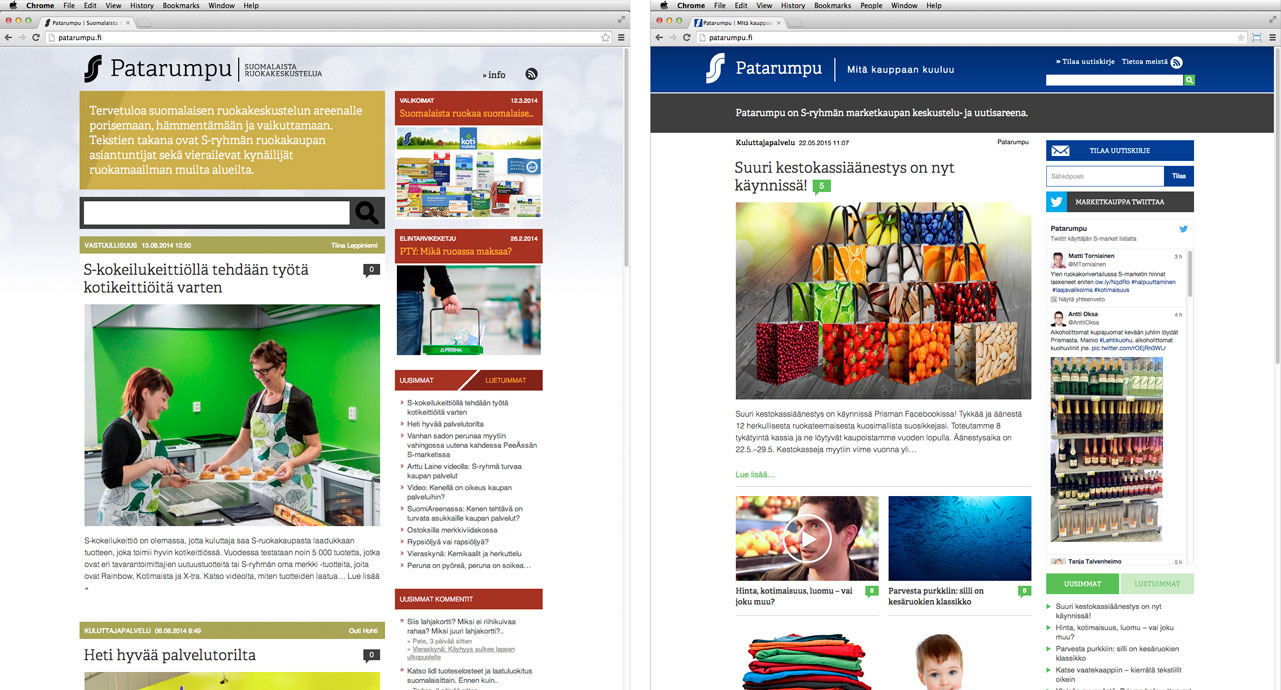 Chrome File Edit View History Bookmarks Window Help
Patarumpu | Suomalaista
patarumpu.fi
Patarumpu
SUOMALAISTA
RUOKAKESKUSTELUA
» info
Tervetuloa suomalaisen ruokakeskustelun areenalle
porisemaan, hämmentämään ja vaikuttamaan.
Tekstien takana ovat S-ryhmän ruokakaupan
asiantuntijat sekä vierailevat kynäilijät
ruokamaailman muilta alueilta.
VASTUULLISUUS 13.08.2014 12:50 Tiina Leppiniemi
S-kokeilukeittiöllä tehdään työtä
kotikeittiöitä varten
0
S-kokeilukeittiö on olemassa, jotta kuluttaja saa S-ruokakaupasta laadukkaan
tuotteen, joka toimii hyvin kotikeittiössä. Vuodessa testataan noin 5 000 tuotetta, jotka
ovat eri tavarantoimittajien uutuustuotteita tai S-ryhmän oma merkki -tuotteita, joita
ovat Rainbow, Kotimaista ja X-tra. Katso videolta, miten tuotteiden laatua… Lue lisää
»
KULUTTAJAPALVELU 06.08.2014 8:49 Outi Hohti
Heti hyvää palvelutorilta
0
VALIKOIMAT 12.3.2014
Suomalaista ruokaa suomalaise..
koti
maista
ELINTARVIKEKETJU 26.2.2014
PTY: Mikä ruoassa maksaa?
PRISMA
UUSIMMAT LUETUIMMAT
S-kokeilukeittiöllä tehdään työtä
kotikeittiöitä varten
Heti hyvää palvelutorilta
Vanhan sadon perunaa myytiin
vahingossa uutena kahdessa PeeÄssän
S-marketissa
Arttu Laine videolla: S-ryhmä turvaa
kaupan palvelut
Video: Kenellä on oikeus kaupan
palveluihin?
SuomiAreenassa: Kenen tehtävä on
turvata asukkaille kaupan palvelut?
Ostoksilla merkkiviidakossa
Rypsiöljyä vai rapsiöljyä?
Vieraskynä: Kemikaalit ja herkuttelu
Peruna on pyöreä, peruna on soikea…
UUSIMMAT KOMMENTIT
Siis lahjakortti? Miksi ei riihikuivaa
rahaa? Miksi juuri lahjakortti?..
» Pete, 3 päivää sitten
» Vieraskynä: Köyhyys sulkee lapsen
ulkopuolelle
Katso lidl tuoteselosteet ja laatuluokitus
suomalaisittain. Ennen kuin..
Chrome File Edit View History Bookmarks People Window Help
Patarumpu | Mitä kauppaan
patarumpu.fi
Patarumpu
Mitä kauppaan kuuluu
» Tilaa uutiskirje Tietoa meistä
Patarumpu on S-ryhmän marketkaupan keskustelu- ja uutisareena.
Kuluttajapalvelu 22.05.2015 11:07 Patarumpu
Suuri kestokassiäänestys on nyt
käynnissä! 5
Suuri kestokassiäänestys on käynnissä Prisman Facebookissa! Tykkää ja äänestä
12 herkullisesta ruokateemaisesta kuosimallista suosikkejasi. Toteutamme 8
tykätyintä kassia ja ne löytyvät kaupoistamme vuoden lopulla. Äänestysaika on
22.5.–29.5. Kestokasseja myytiin viime vuonna yli…
Lue lisää…
Hinta, kotimaisuus, luomu – vai
joku muu?
0
Parvesta purkkiin: silli on
kesäruokien klassikko
0
TILAA UUTISKIRJE
Sähköposti Tilaa
MARKETKAUPPA TWIITTAA
Patarumpu
Twiitit käyttäjän S-market listalta
Matti Torniainen 3 h
@MTorniainen
Ylen ruokakorivertailussa S-marketin hinnat
laskeneet eniten ow.ly/NqdRo #halpuuttaminen
#laajavalikoima #kotimaisuus
Näytä yhteenveto
Antti Oksa 4 h
@AnttiOksa
Alkoholittomat kuplajuomat kevään juhliin löydät
Prismasta. Mainio #Lehtikuohu, alkoholittomat
kuohuviinit jne. pic.twitter.com/rOEjRn3WLr
Tanja Talvenheimo 5 h
UUSIMMAT LUETUIMMAT
Suuri kestokassiäänestys on nyt
käynnissä!
Hinta, kotimaisuus, luomu – vai joku
muu?
Parvesta purkkiin: silli on kesäruokien
klassikko
Katse vaatekaappiin – kierrätä tekstiilit
oikein